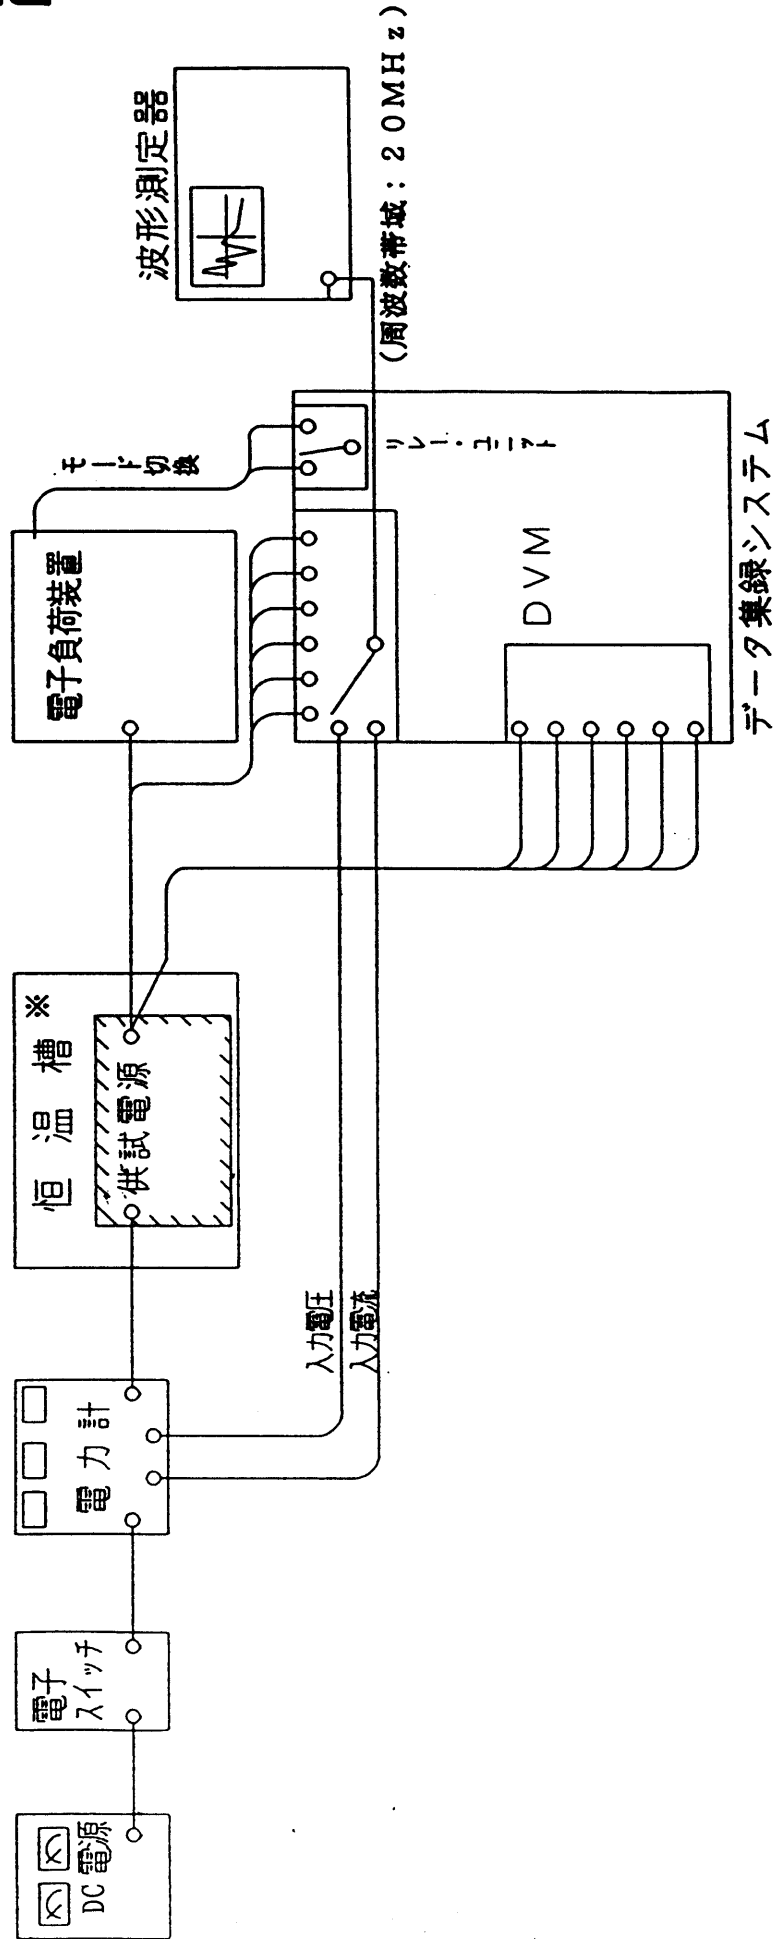 DC 電源
電子
スイッチ
電力計
入力電圧
入力電流
恒温槽 ※
供試電源
電子負荷装置
モード切換
リレー・ユニット
DVM
データ集録システム
波形測定器
(周波数帯域:20MHz)